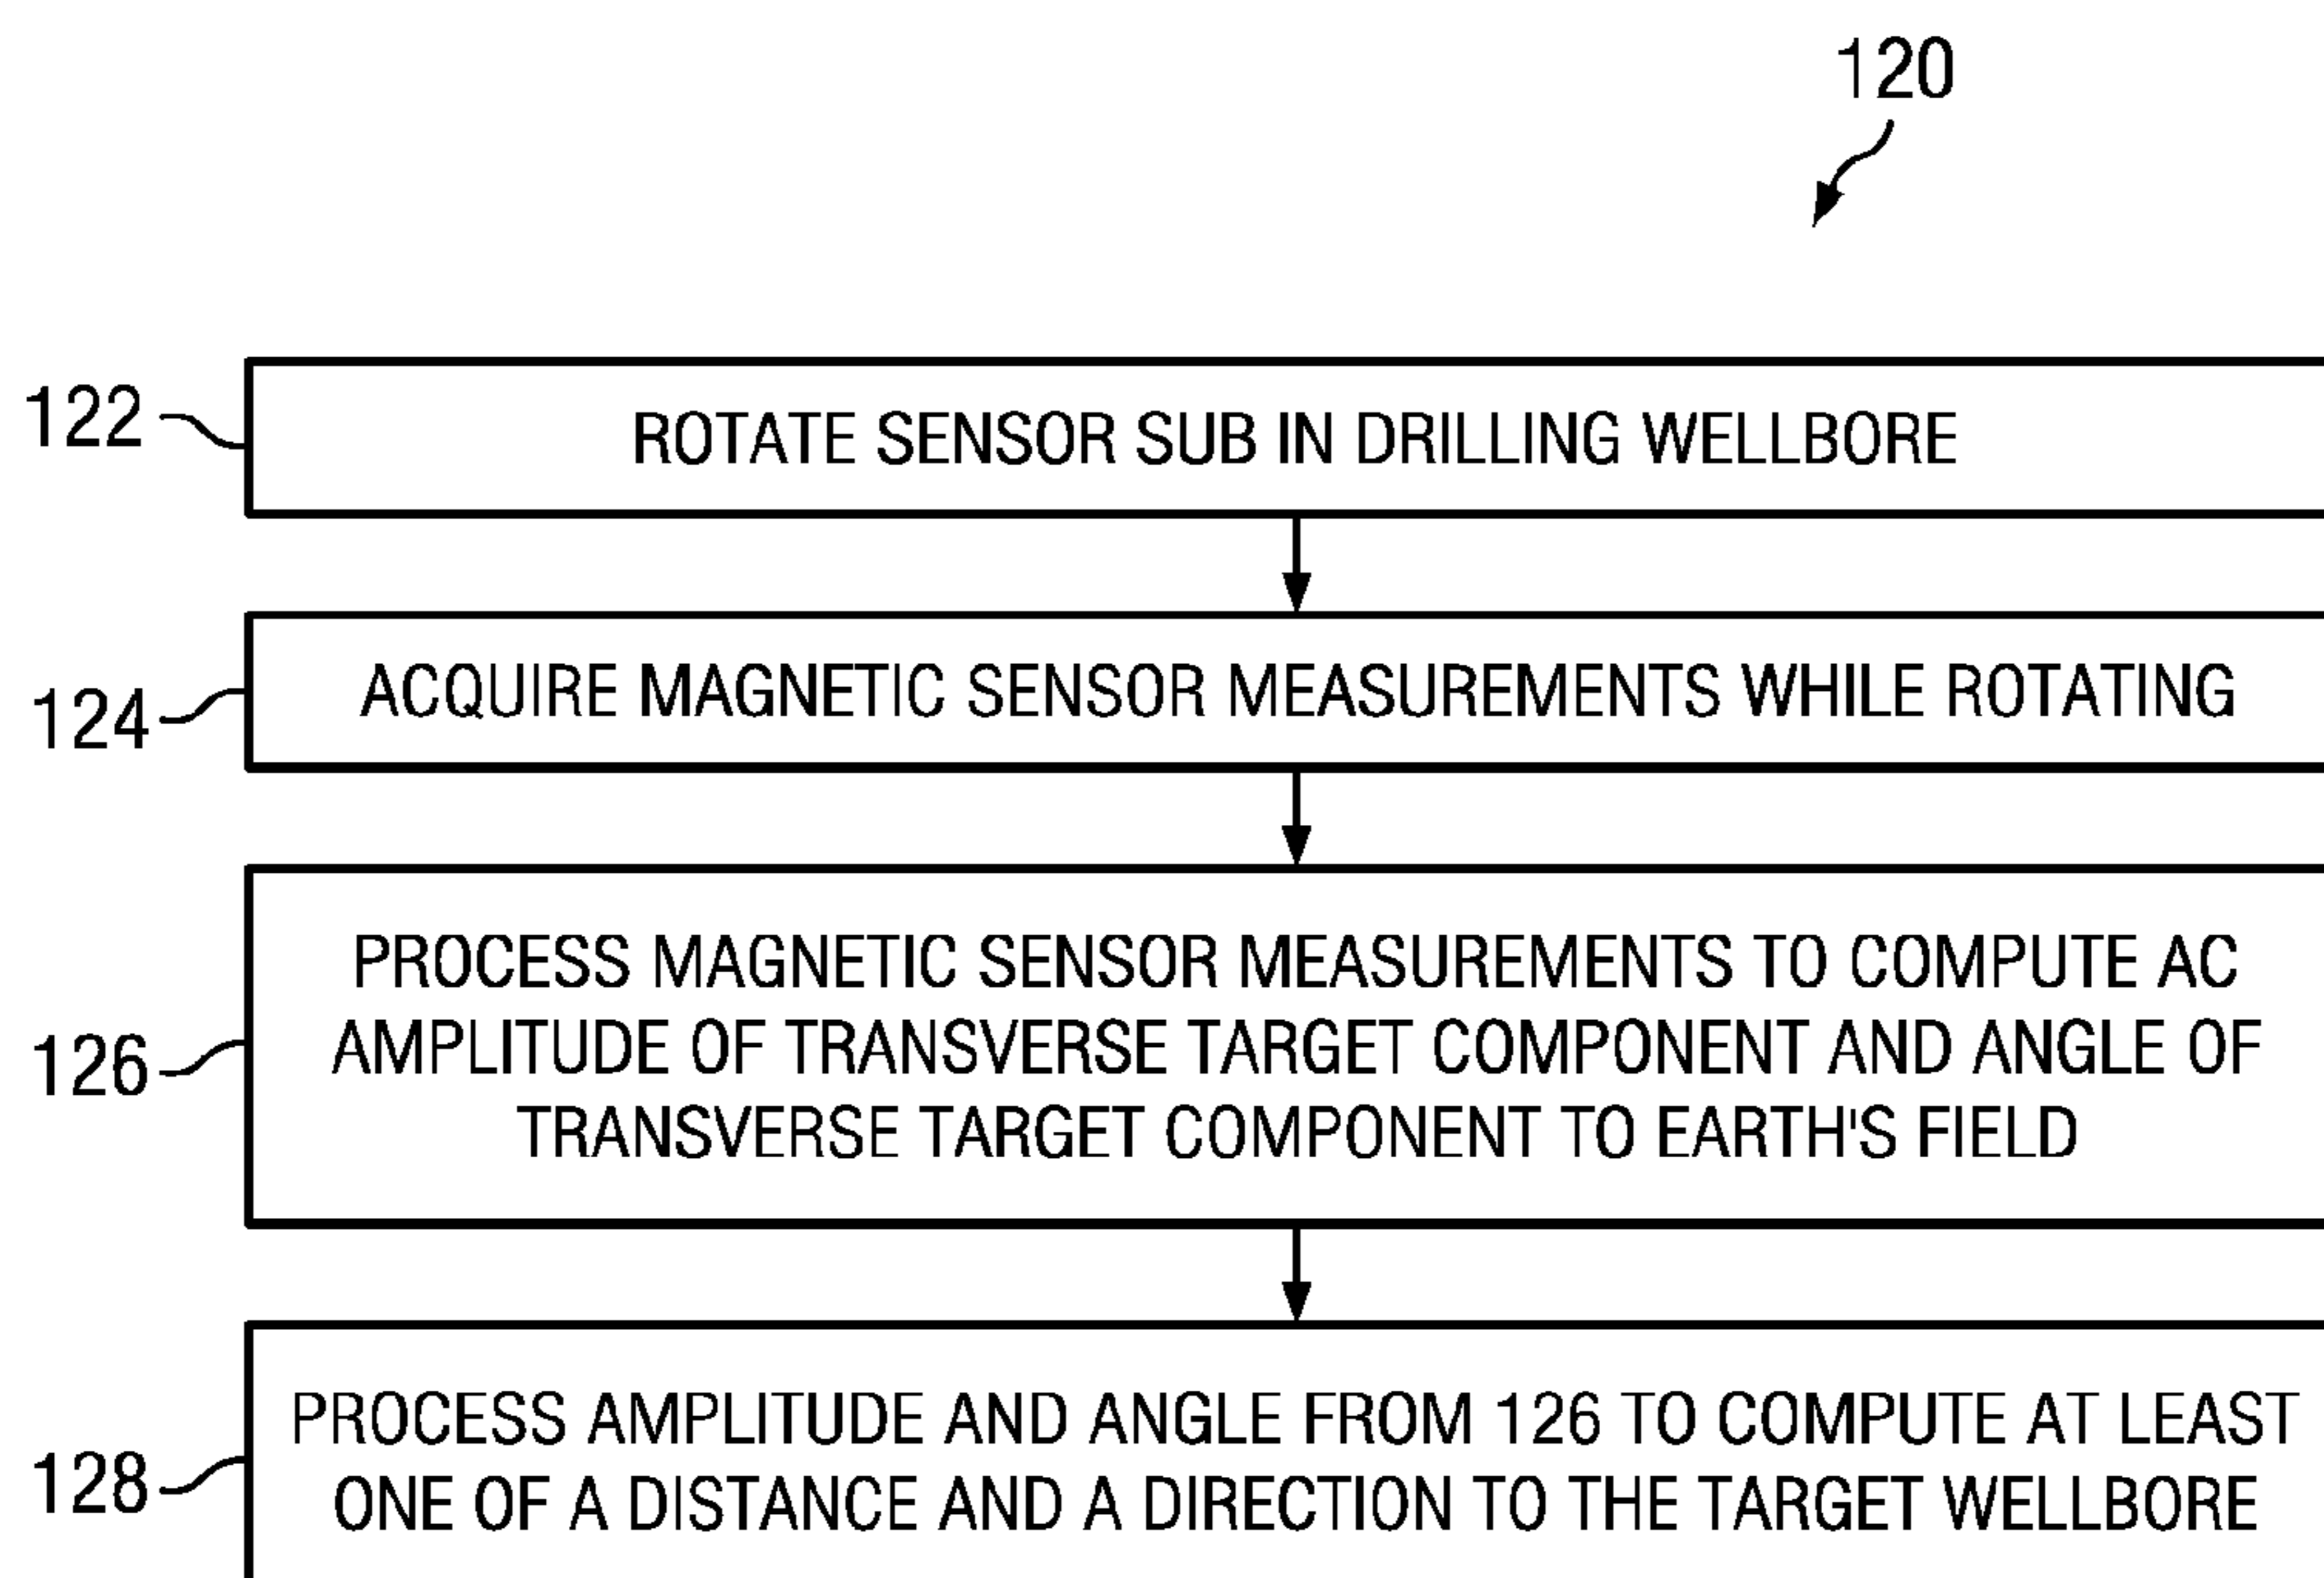 120
122
ROTATE SENSOR SUB IN DRILLING WELLBORE
124
ACQUIRE MAGNETIC SENSOR MEASUREMENTS WHILE ROTATING
126
PROCESS MAGNETIC SENSOR MEASUREMENTS TO COMPUTE AC
AMPLITUDE OF TRANSVERSE TARGET COMPONENT AND ANGLE OF
TRANSVERSE TARGET COMPONENT TO EARTH'S FIELD
128
PROCESS AMPLITUDE AND ANGLE FROM 126 TO COMPUTE AT LEAST
ONE OF A DISTANCE AND A DIRECTION TO THE TARGET WELLBORE